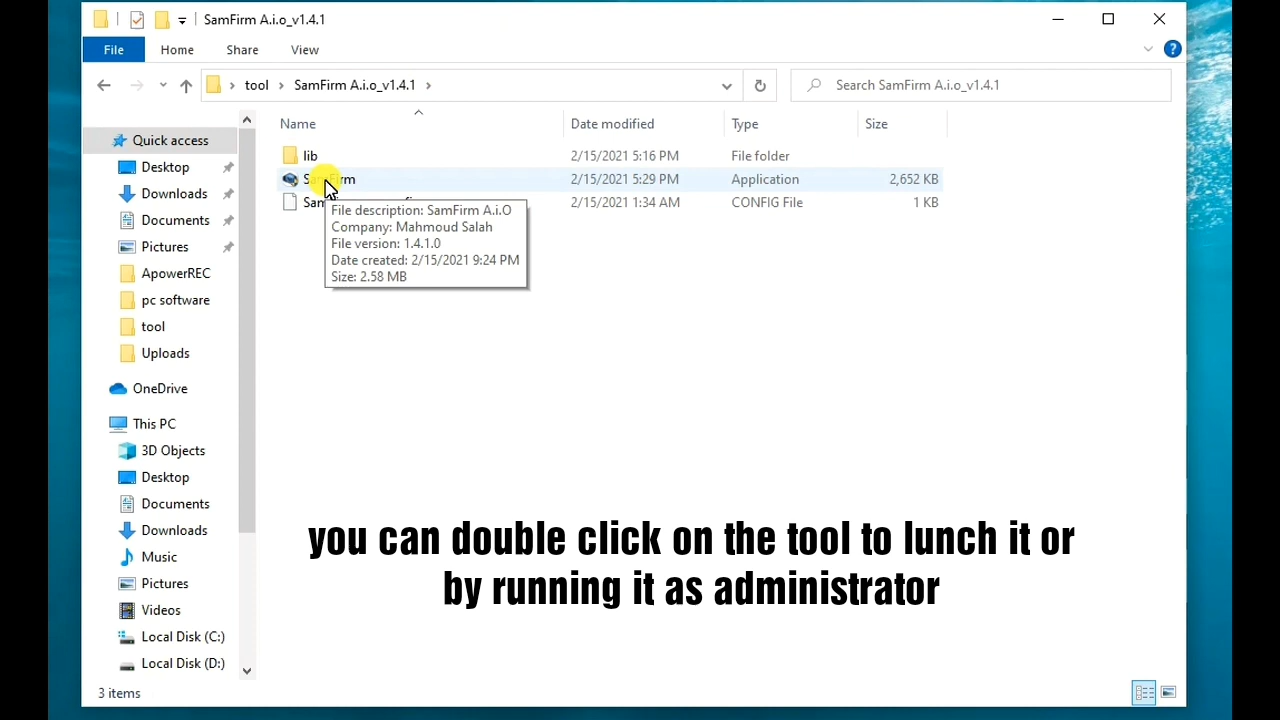 SamFirm A.i.o_v1.4.1
File Home Share View
tool SamFirm A.i.o_v1.4.1
Search SamFirm A.i.o_v1.4.1
Name Date modified Type Size
lib 2/15/2021 5:16 PM File folder
SamFirm 2/15/2021 5:29 PM Application 2,652 KB
2/15/2021 1:34 AM CONFIG File 1 KB
File description: SamFirm A.i.O
Company: Mahmoud Salah
File version: 1.4.1.0
Date created: 2/15/2021 9:24 PM
Size: 2.58 MB
Quick access
Desktop
Downloads
Documents
Pictures
ApowerREC
pc software
tool
Uploads
OneDrive
This PC
3D Objects
Desktop
Documents
Downloads
Music
Pictures
Videos
Local Disk (C:)
Local Disk (D:)
you can double click on the tool to lunch it or
by running it as administrator
3 items